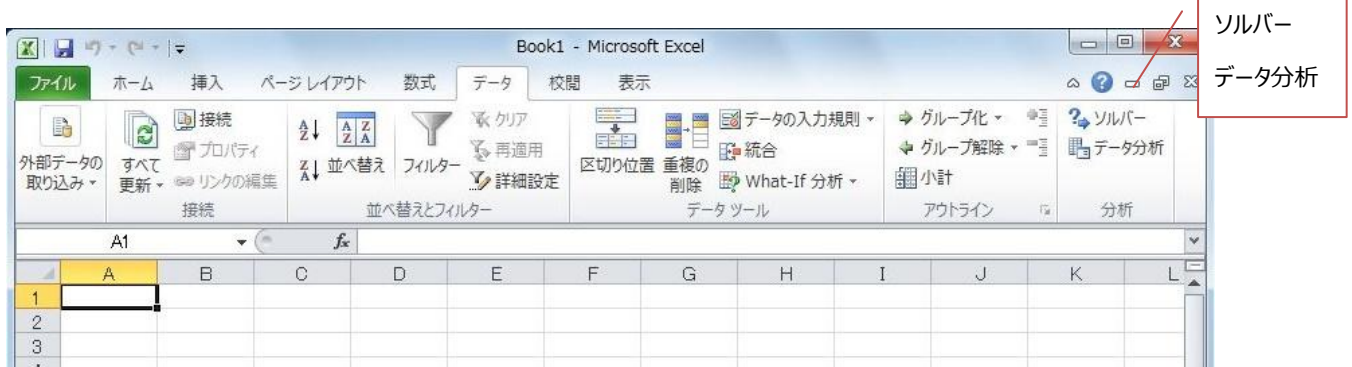 ソルバー
データ分析
Book1 - Microsoft Excel
ファイル ホーム 挿入 ページ レイアウト 数式 データ 校閲 表示
外部データの
取り込み
すべて
更新
接続
プロパティ
リンクの編集
接続
並べ替え
フィルター
クリア
再適用
詳細設定
並べ替えとフィルター
区切り位置
重複の
削除
データの入力規則
統合
What-If 分析
データ ツール
グループ化
グループ解除
小計
アウトライン
ソルバー
データ分析
分析
A1 fx
A B C D E F G H I J K L
1
2
3